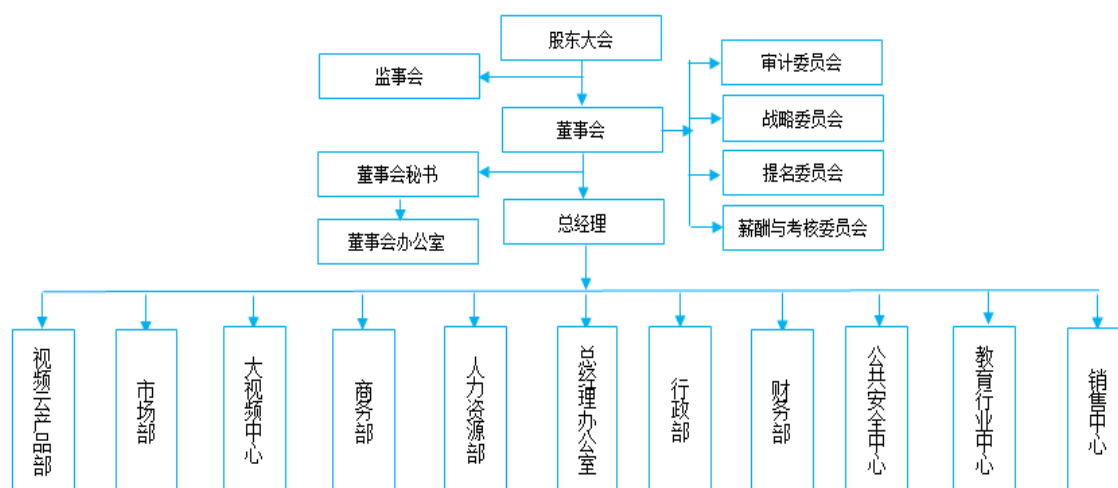 股东大会
监事会
审计委员会
董事会
战略委员会
董事会秘书
提名委员会
总经理
董事会办公室
薪酬与考核委员会
视频云产品部
市场部
大视频中心
商务部
人力资源部
总经理办公室
行政部
财务部
公共安全中心
教育行业中心
销售中心